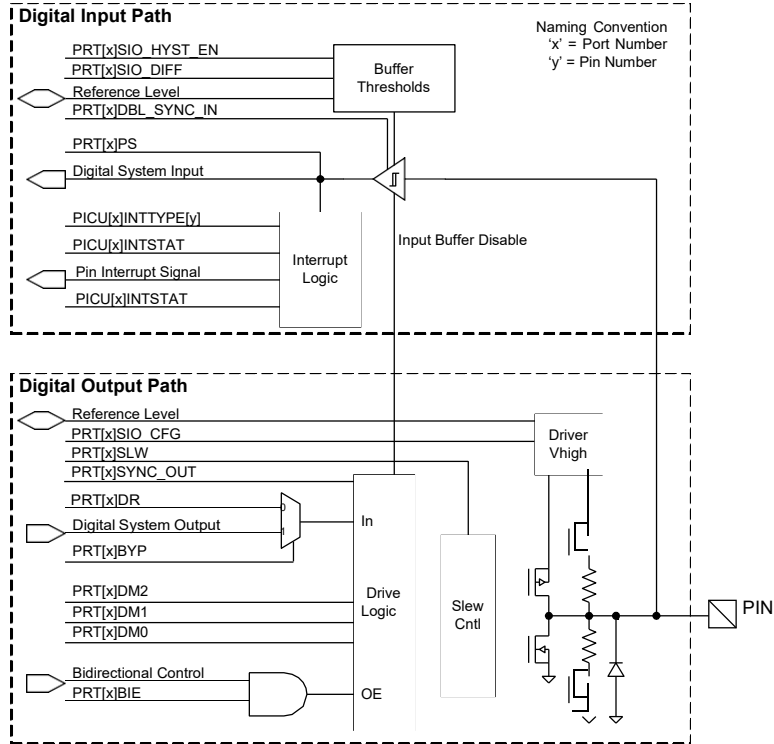 Digital Input Path
Naming Convention
‘x’ = Port Number
‘y’ = Pin Number
PRT[x]SIO_HYST_EN
PRT[x]SIO_DIFF
Reference Level
PRT[x]DBL_SYNC_IN
Buffer
Thresholds
PRT[x]PS
Digital System Input
PICU[x]INTTYPE[y]
PICU[x]INTSTAT
Pin Interrupt Signal
PICU[x]INTSTAT
Interrupt
Logic
Input Buffer Disable
Digital Output Path
Reference Level
PRT[x]SIO_CFG
PRT[x]SLW
PRT[x]SYNC_OUT
Driver
Vhigh
PRT[x]DR
0
Digital System Output
1
PRT[x]BYP
In
PRT[x]DM2
PRT[x]DM1
PRT[x]DM0
Drive
Logic
Slew
Cntl
PIN
Bidirectional Control
PRT[x]BIE
OE